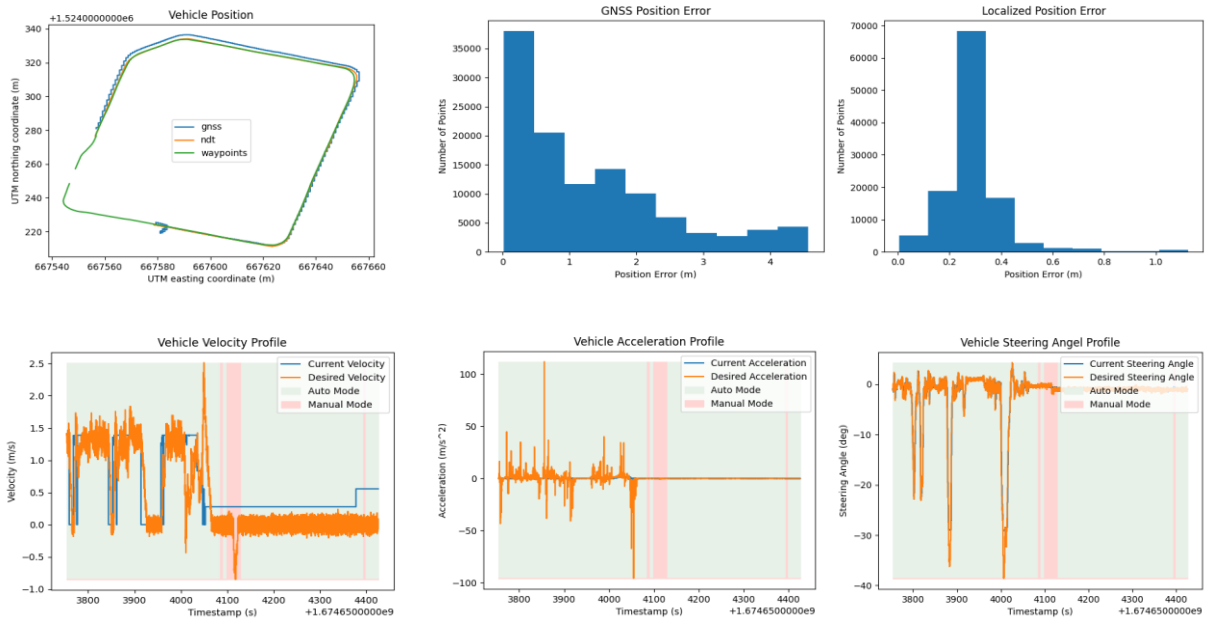 Vehicle Position
+1.5240000000e6
UTM northing coordinate (m)
340
320
300
280
260
240
220
gnss
ndt
waypoints
667540 667560 667580 667600 667620 667640 667660
UTM easting coordinate (m)
GNSS Position Error
Number of Points
35000
30000
25000
20000
15000
10000
5000
0
0 1 2 3 4
Position Error (m)
Localized Position Error
Number of Points
70000
60000
50000
40000
30000
20000
10000
0
0.0 0.2 0.4 0.6 0.8 1.0
Position Error (m)
Vehicle Velocity Profile
Velocity (m/s)
2.5
2.0
1.5
1.0
0.5
0.0
−0.5
−1.0
Current Velocity
Desired Velocity
Auto Mode
Manual Mode
3800 3900 4000 4100 4200 4300 4400
Timestamp (s)
+1.6746500000e9
Vehicle Acceleration Profile
Acceleration (m/s^2)
100
50
0
−50
−100
Current Acceleration
Desired Acceleration
Auto Mode
Manual Mode
3800 3900 4000 4100 4200 4300 4400
Timestamp (s)
+1.6746500000e9
Vehicle Steering Angel Profile
Steering Angle (deg)
0
−10
−20
−30
−40
Current Steering Angle
Desired Steering Angle
Auto Mode
Manual Mode
3800 3900 4000 4100 4200 4300 4400
Timestamp (s)
+1.6746500000e9